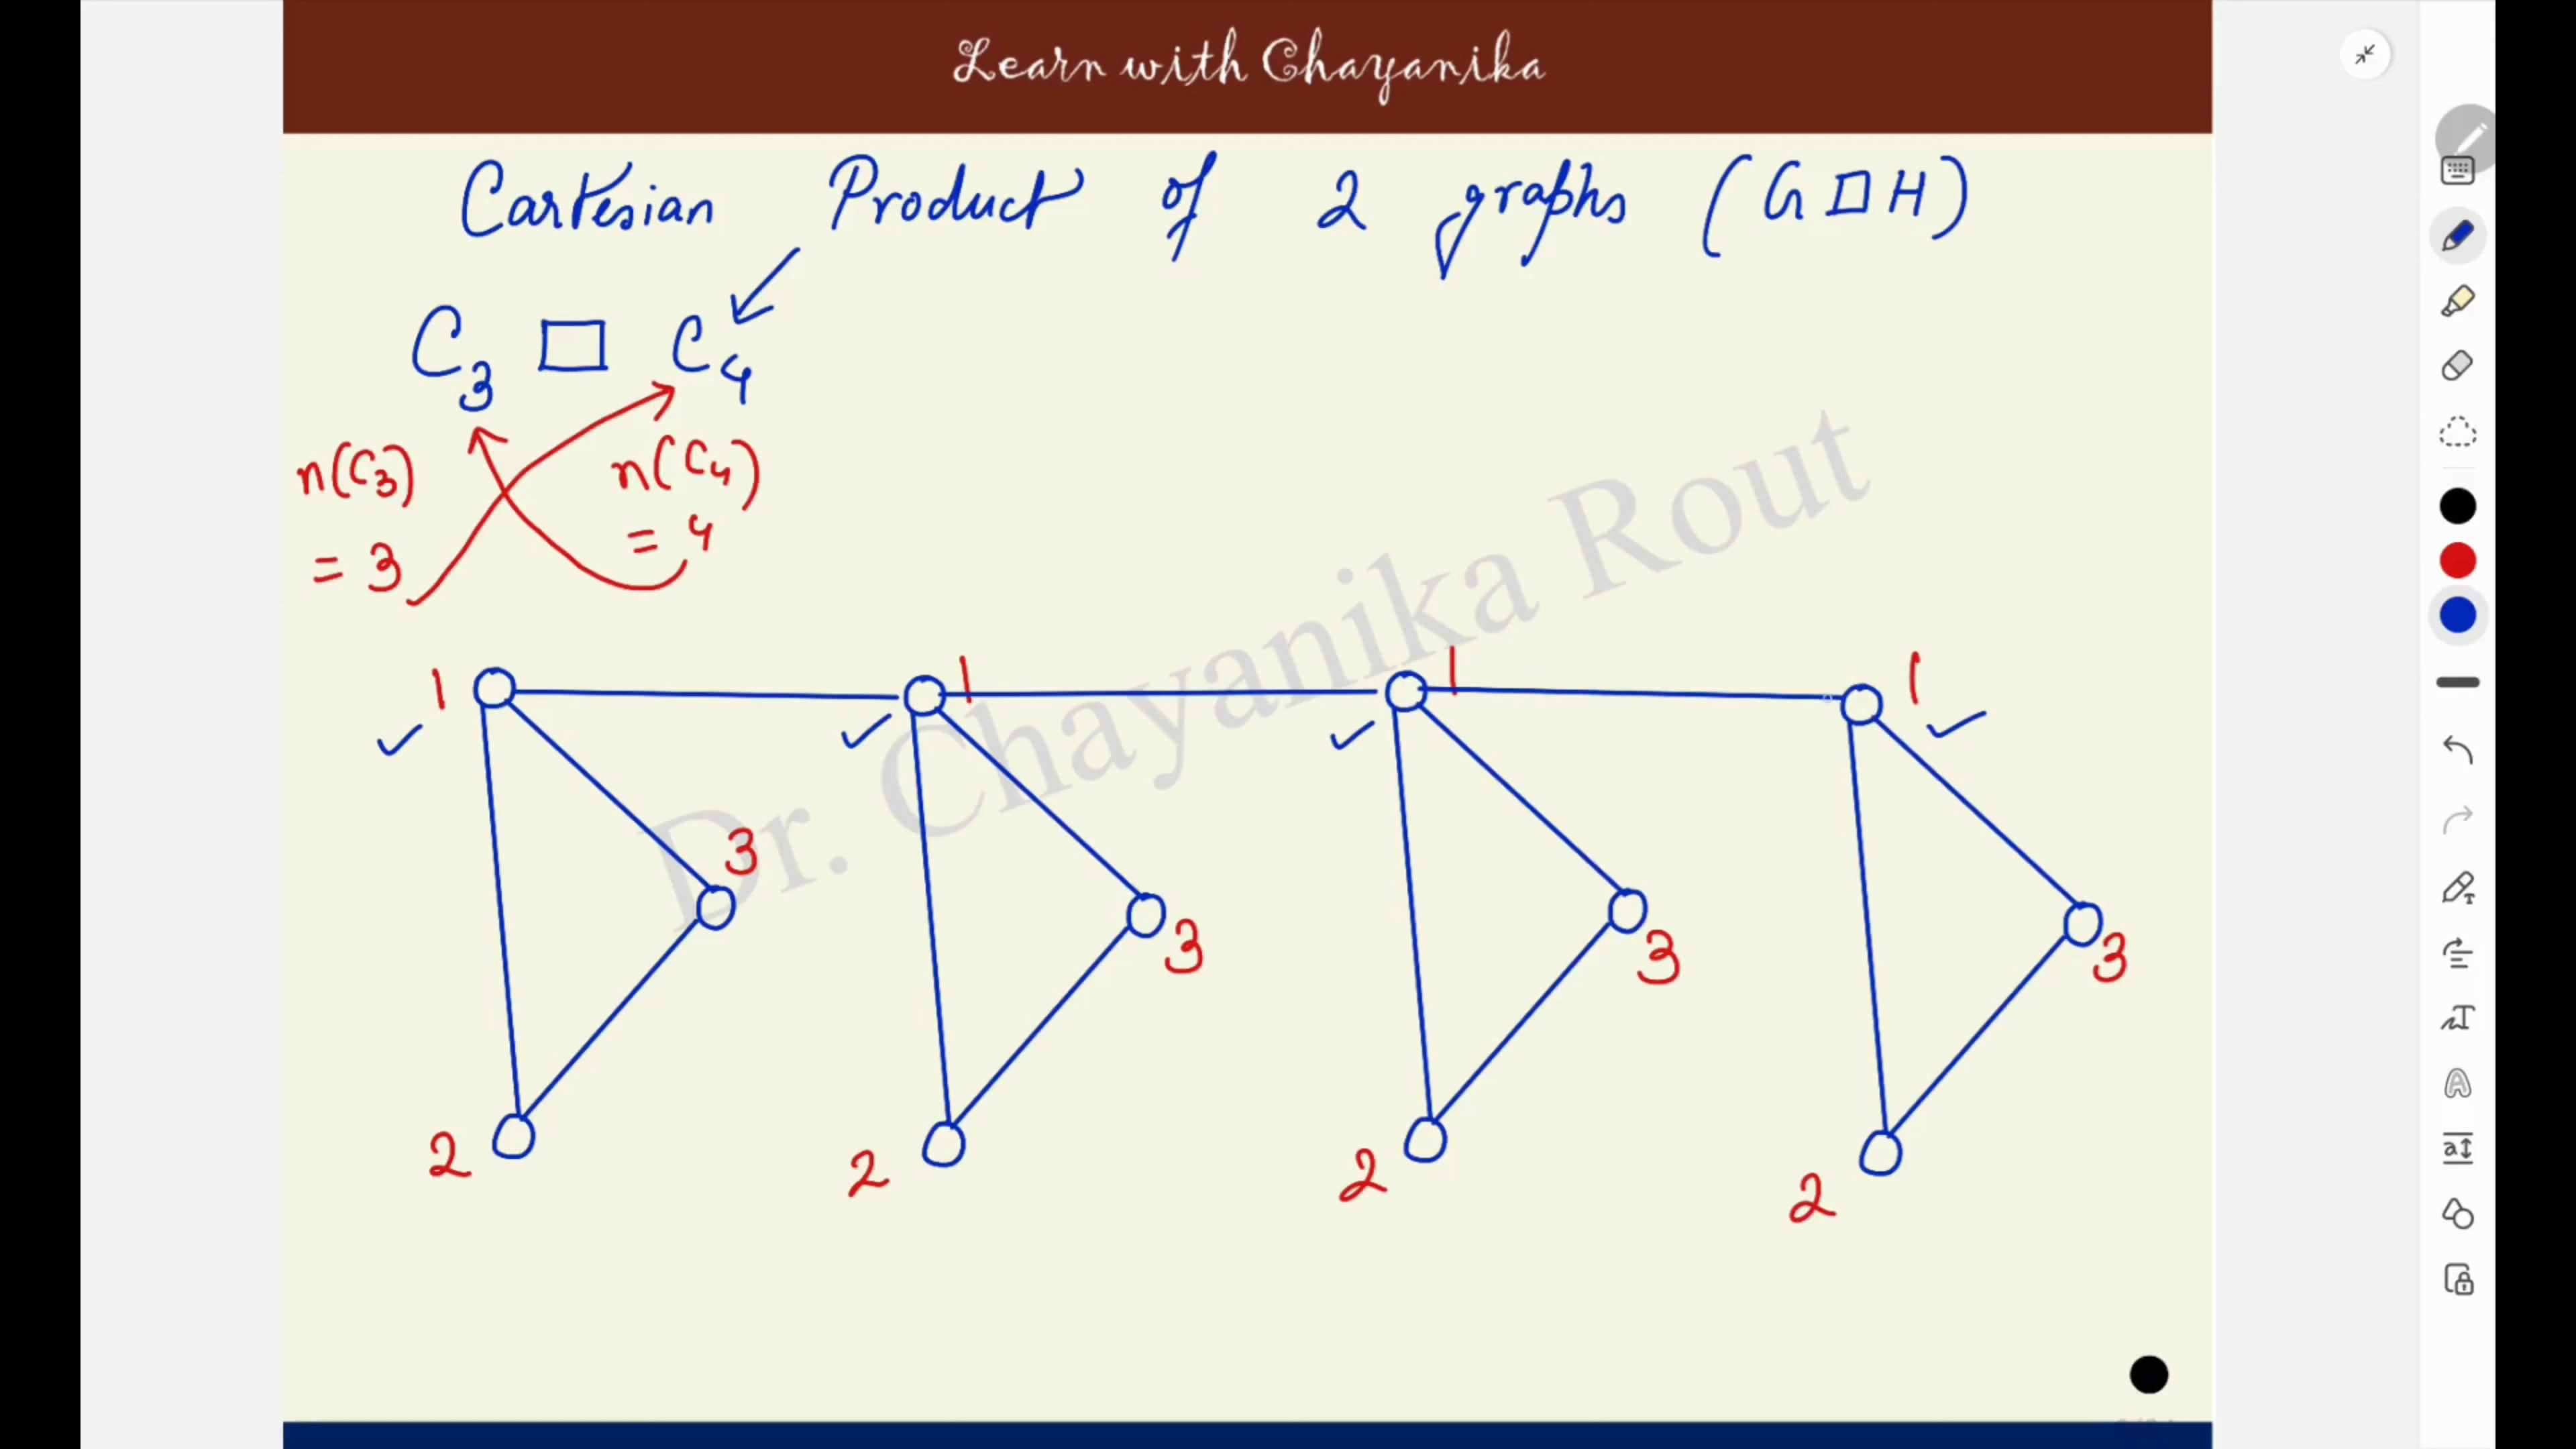 Learn with Chayanika
Cartesian Product of 2 graphs (G□H)
C₃ □ C₄
n(C₃) n(C₄)
= 3 = 4
Dr. Chayanika Rout
1 1 1 1
3 3 3 3
2 2 2 2